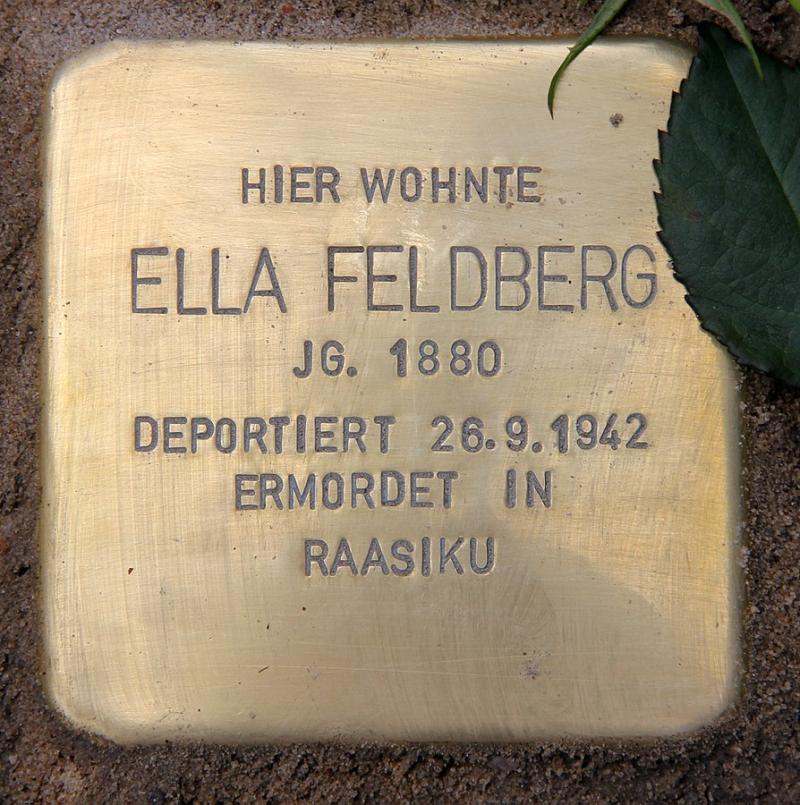 HIER WOHNTE
ELLA FELDBERG
JG. 1880
DEPORTIERT 26.9.1942
ERMORDET IN
RAASIKU